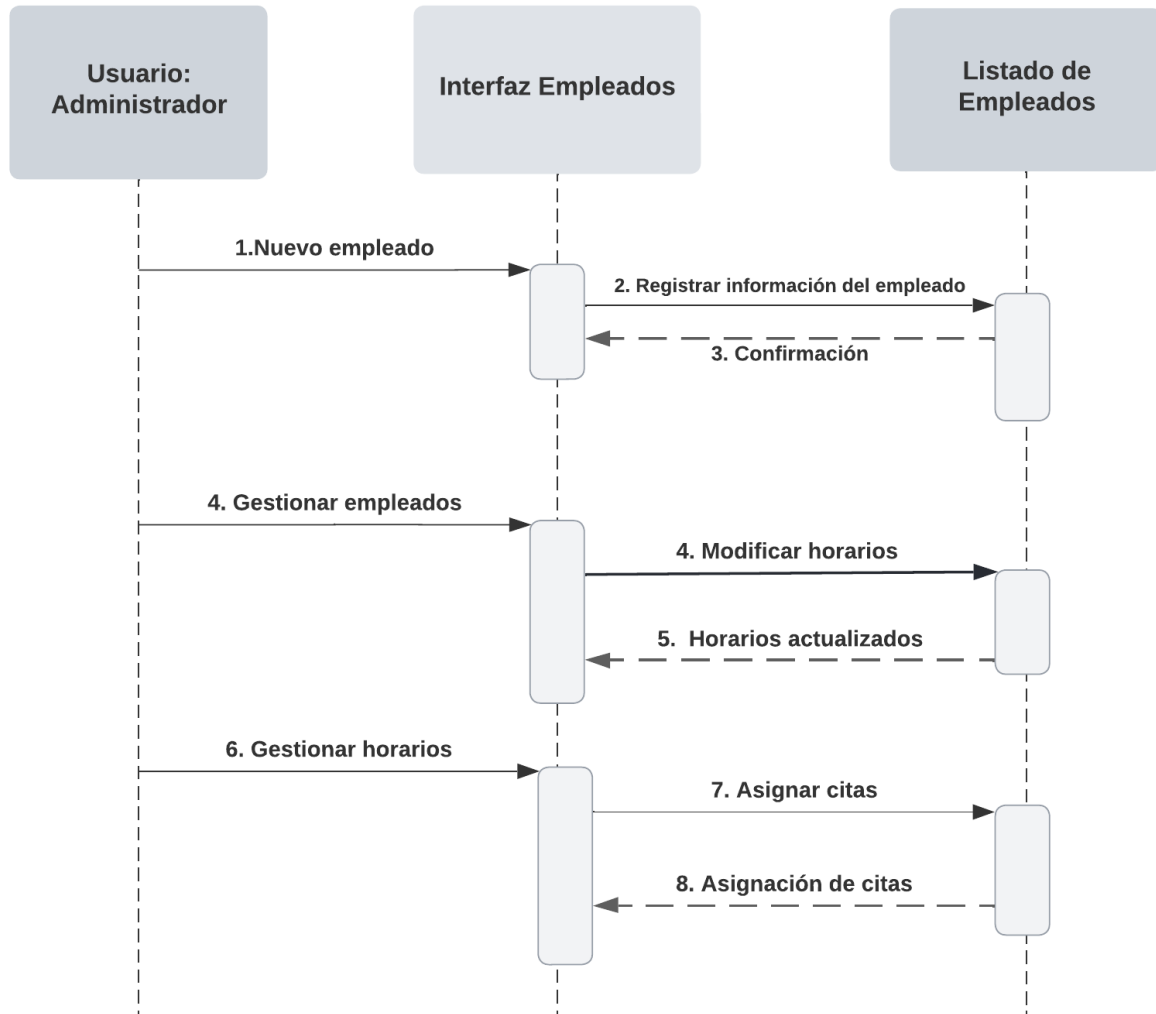 Usuario:
Administrador
Interfaz Empleados
Listado de
Empleados
1.Nuevo empleado
2. Registrar información del empleado
3. Confirmación
4. Gestionar empleados
4. Modificar horarios
5. Horarios actualizados
6. Gestionar horarios
7. Asignar citas
8. Asignación de citas